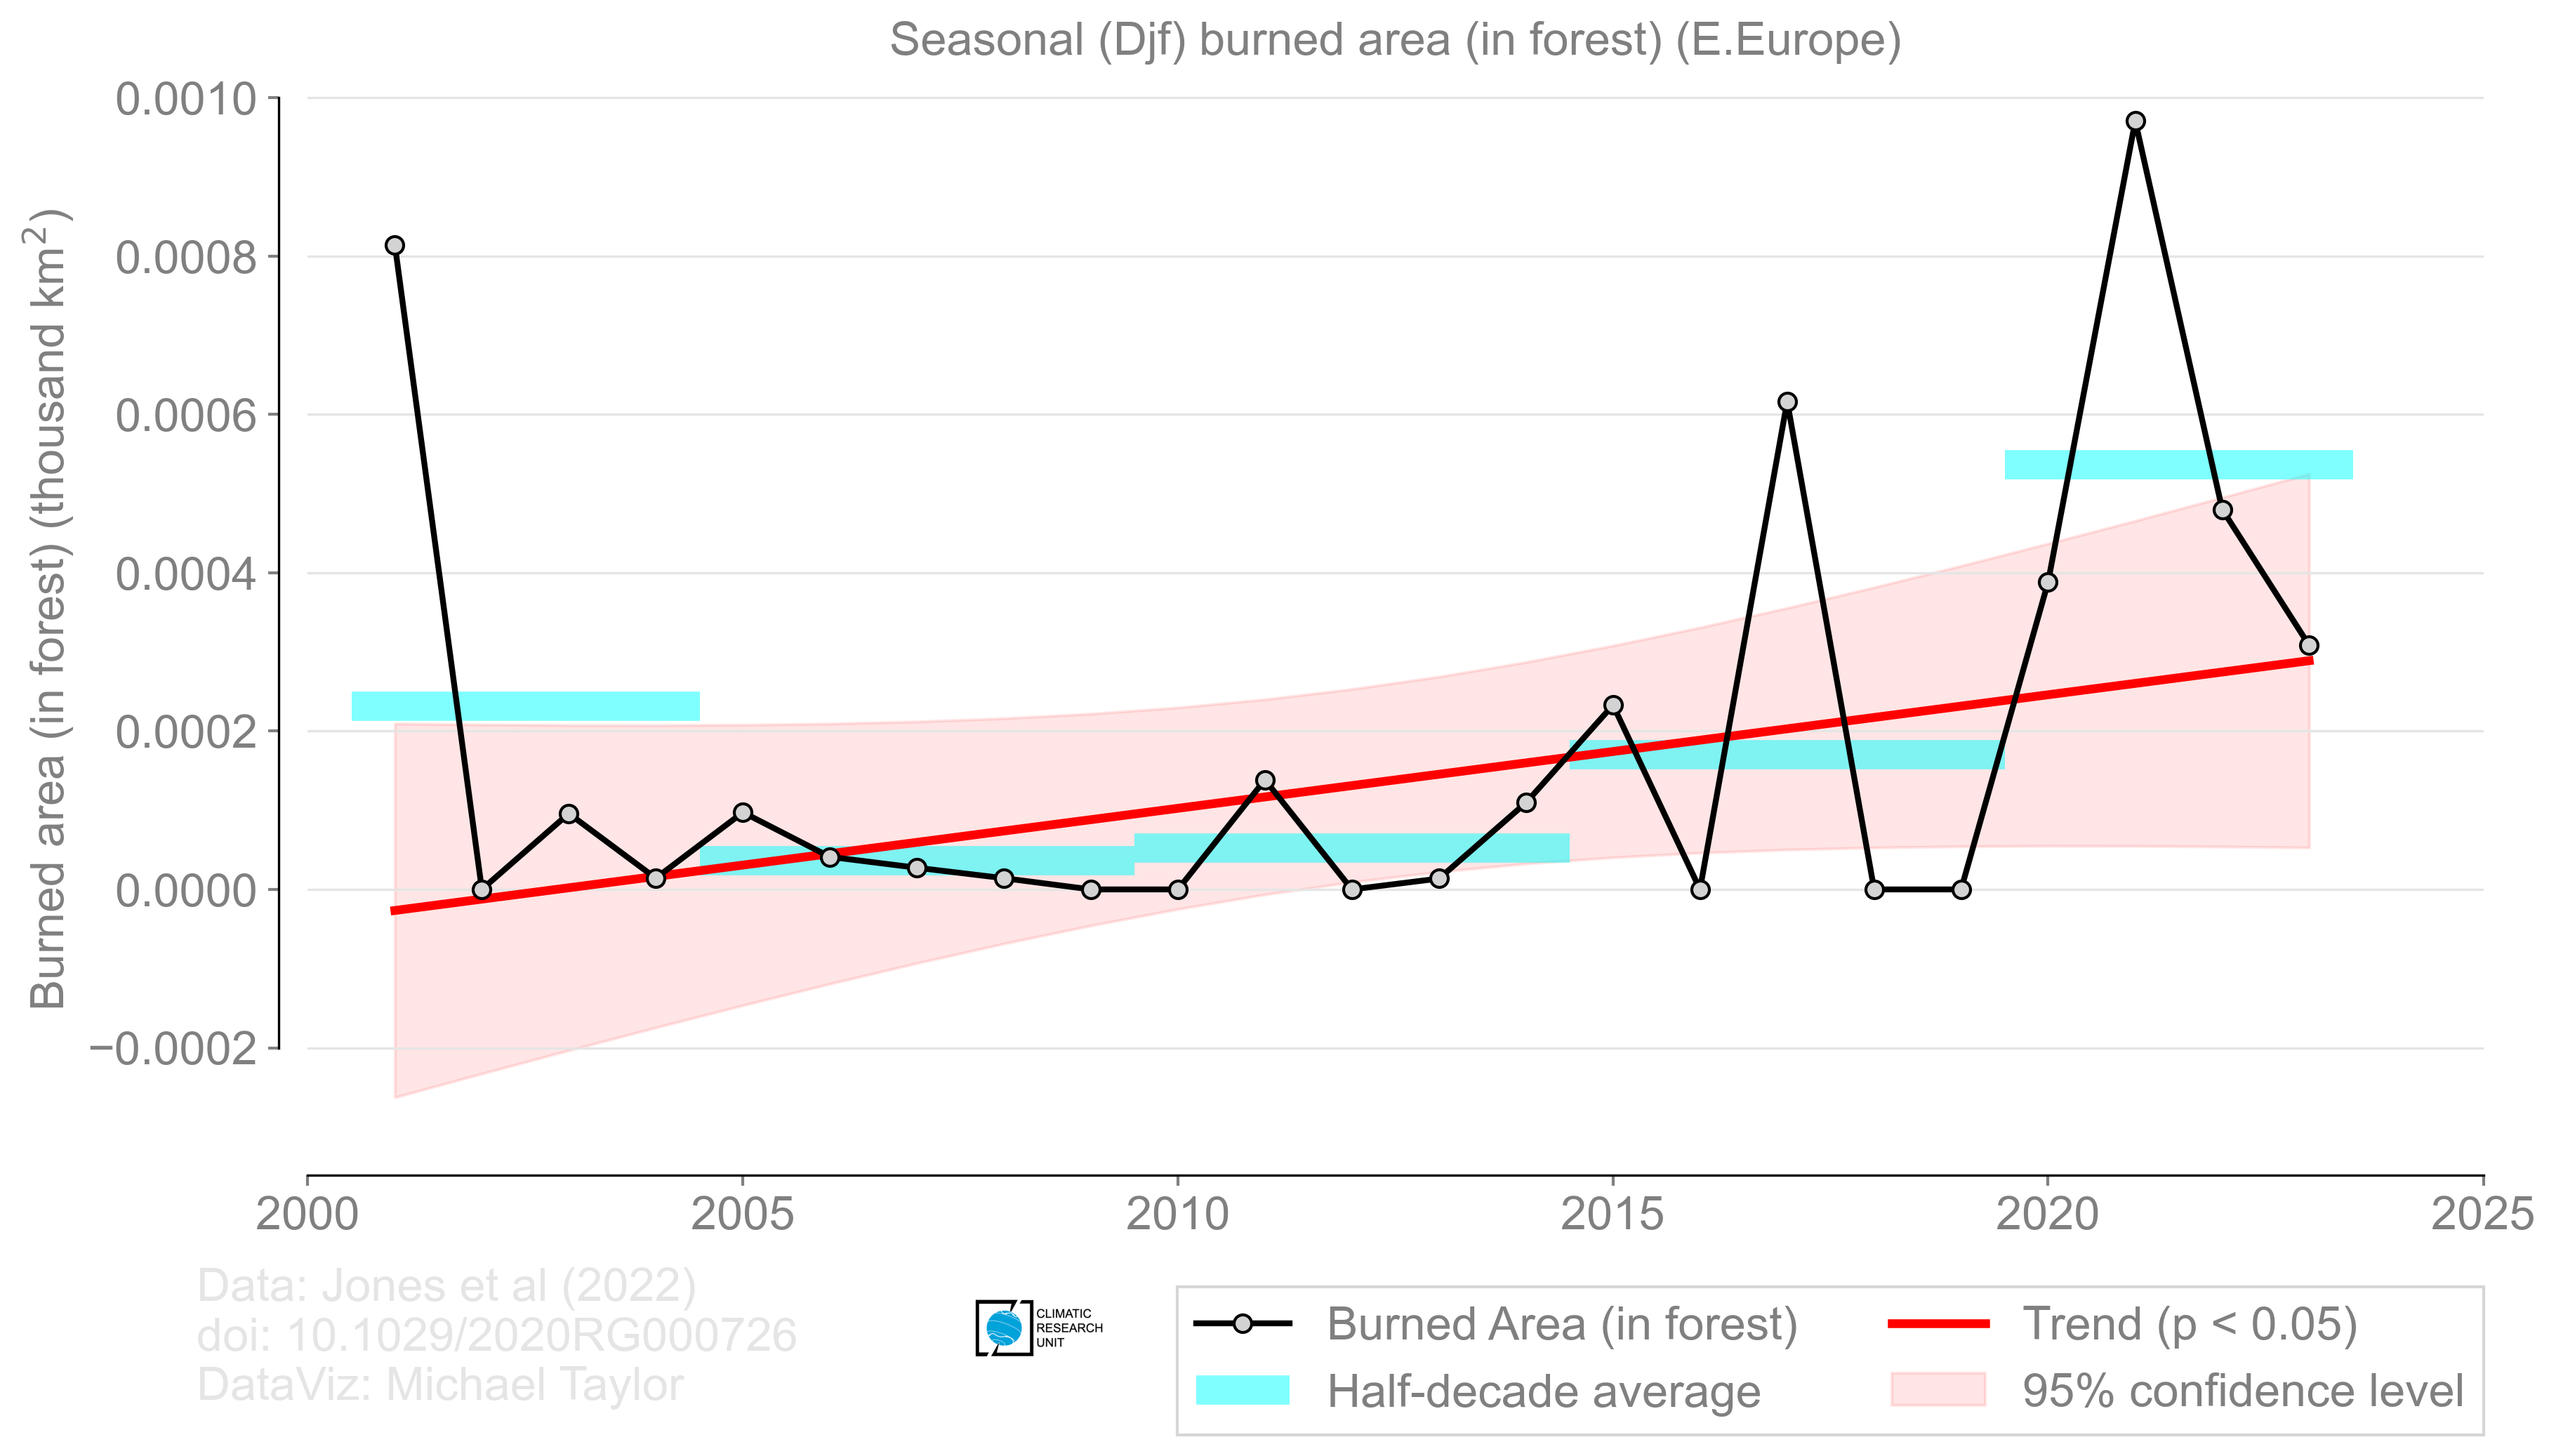 Seasonal (Djf) burned area (in forest) (E.Europe)
Burned area (in forest) (thousand km²)
0.0010
0.0008
0.0006
0.0004
0.0002
0.0000
−0.0002
2000
2005
2010
2015
2020
2025
Data: Jones et al (2022)
doi: 10.1029/2020RG000726
DataViz: Michael Taylor
CLIMATIC
RESEARCH
UNIT
Burned Area (in forest)
Half-decade average
Trend (p < 0.05)
95% confidence level